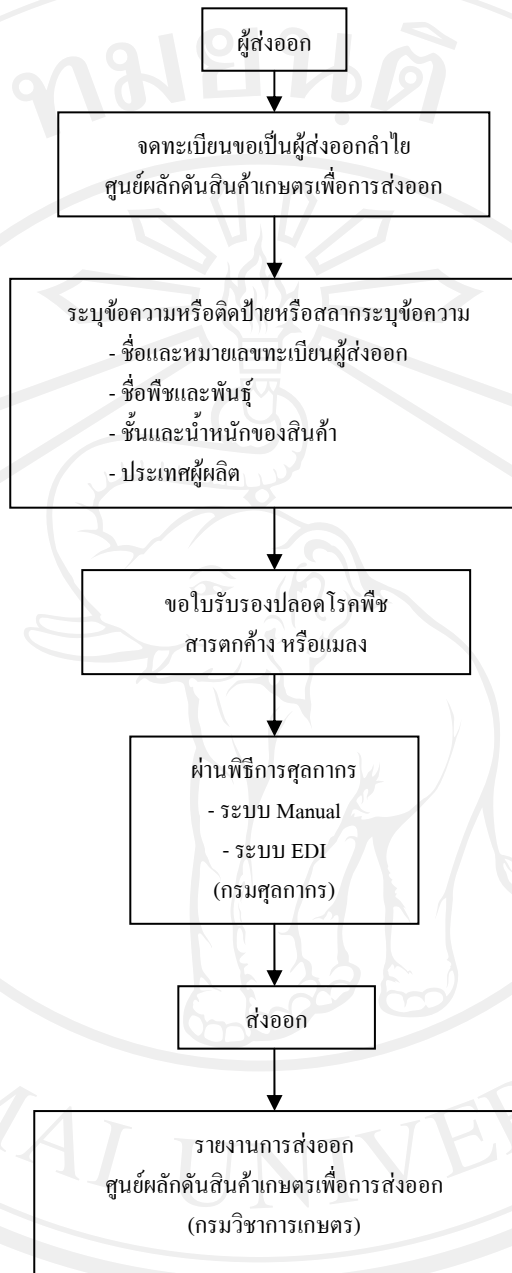 ผู้ส่งออก
จดทะเบียนขอเป็นผู้ส่งออกลำไย
ศูนย์ผลักดันสินค้าเกษตรเพื่อการส่งออก
ระบุข้อความหรือติดป้ายหรือสลากระบุข้อความ
- ชื่อและหมายเลขทะเบียนผู้ส่งออก
- ชื่อพืชและพันธุ์
- ชั้นและน้ำหนักของสินค้า
- ประเทศผู้ผลิต
ขอใบรับรองปลอดโรคพืช
สารตกค้าง หรือแมลง
ผ่านพิธีการศุลกากร
- ระบบ Manual
- ระบบ EDI
(กรมศุลกากร)
ส่งออก
รายงานการส่งออก
ศูนย์ผลักดันสินค้าเกษตรเพื่อการส่งออก
(กรมวิชาการเกษตร)